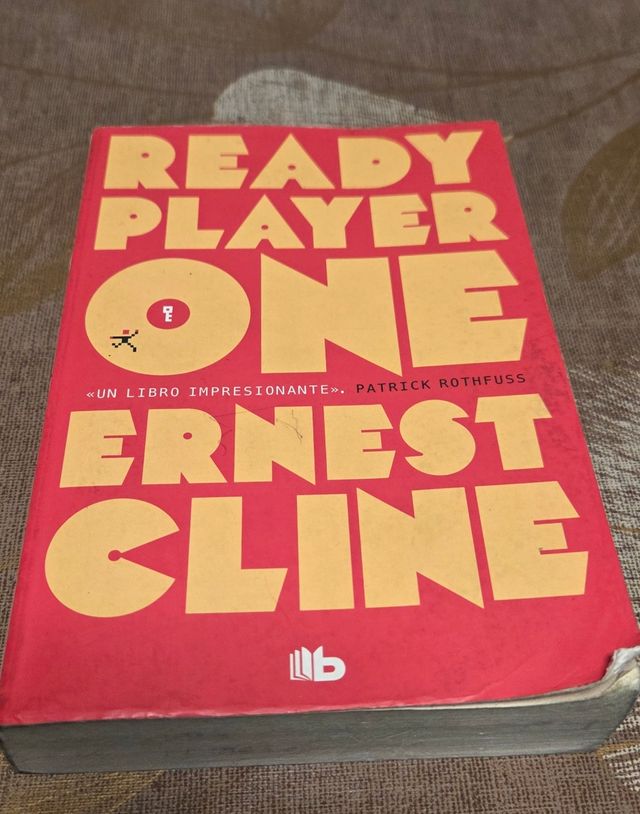 READY
PLAYER
ONE
«UN LIBRO IMPRESIONANTE». PATRICK ROTHFUSS
ERNEST
CLINE
b